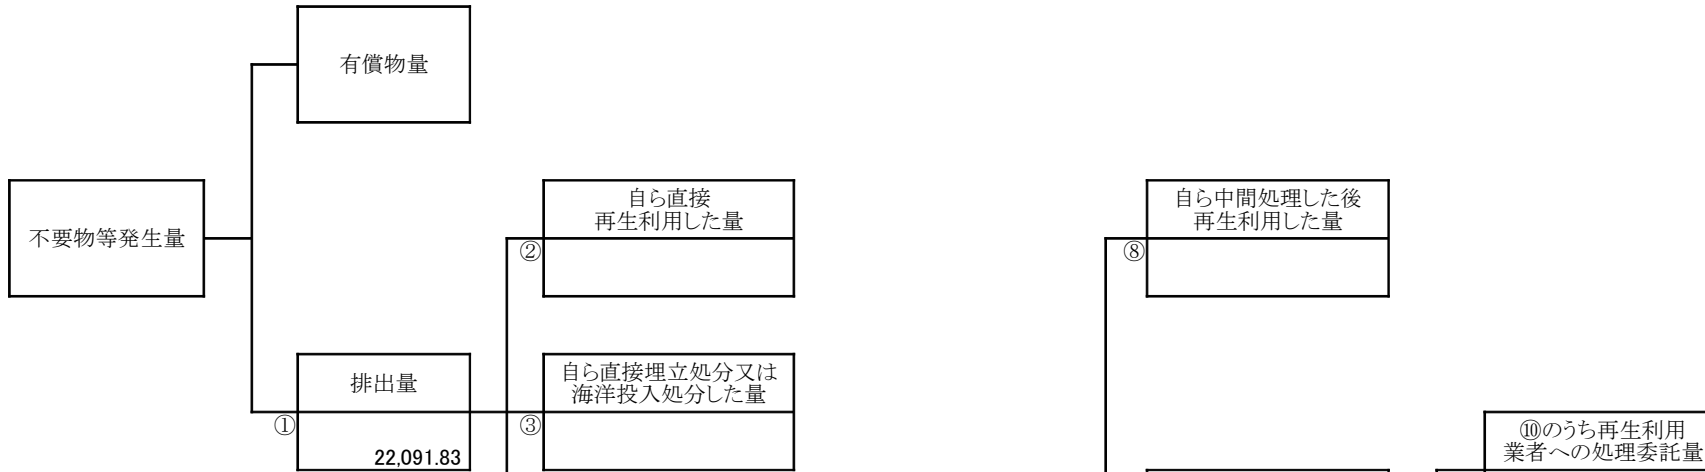 有償物量
不要物等発生量
自ら直接
再生利用した量
②
自ら中間処理した後
再生利用した量
⑧
排出量
①
22,091.83
自ら直接埋立処分又は
海洋投入処分した量
③
⑩のうち再生利用
業者への処理委託量